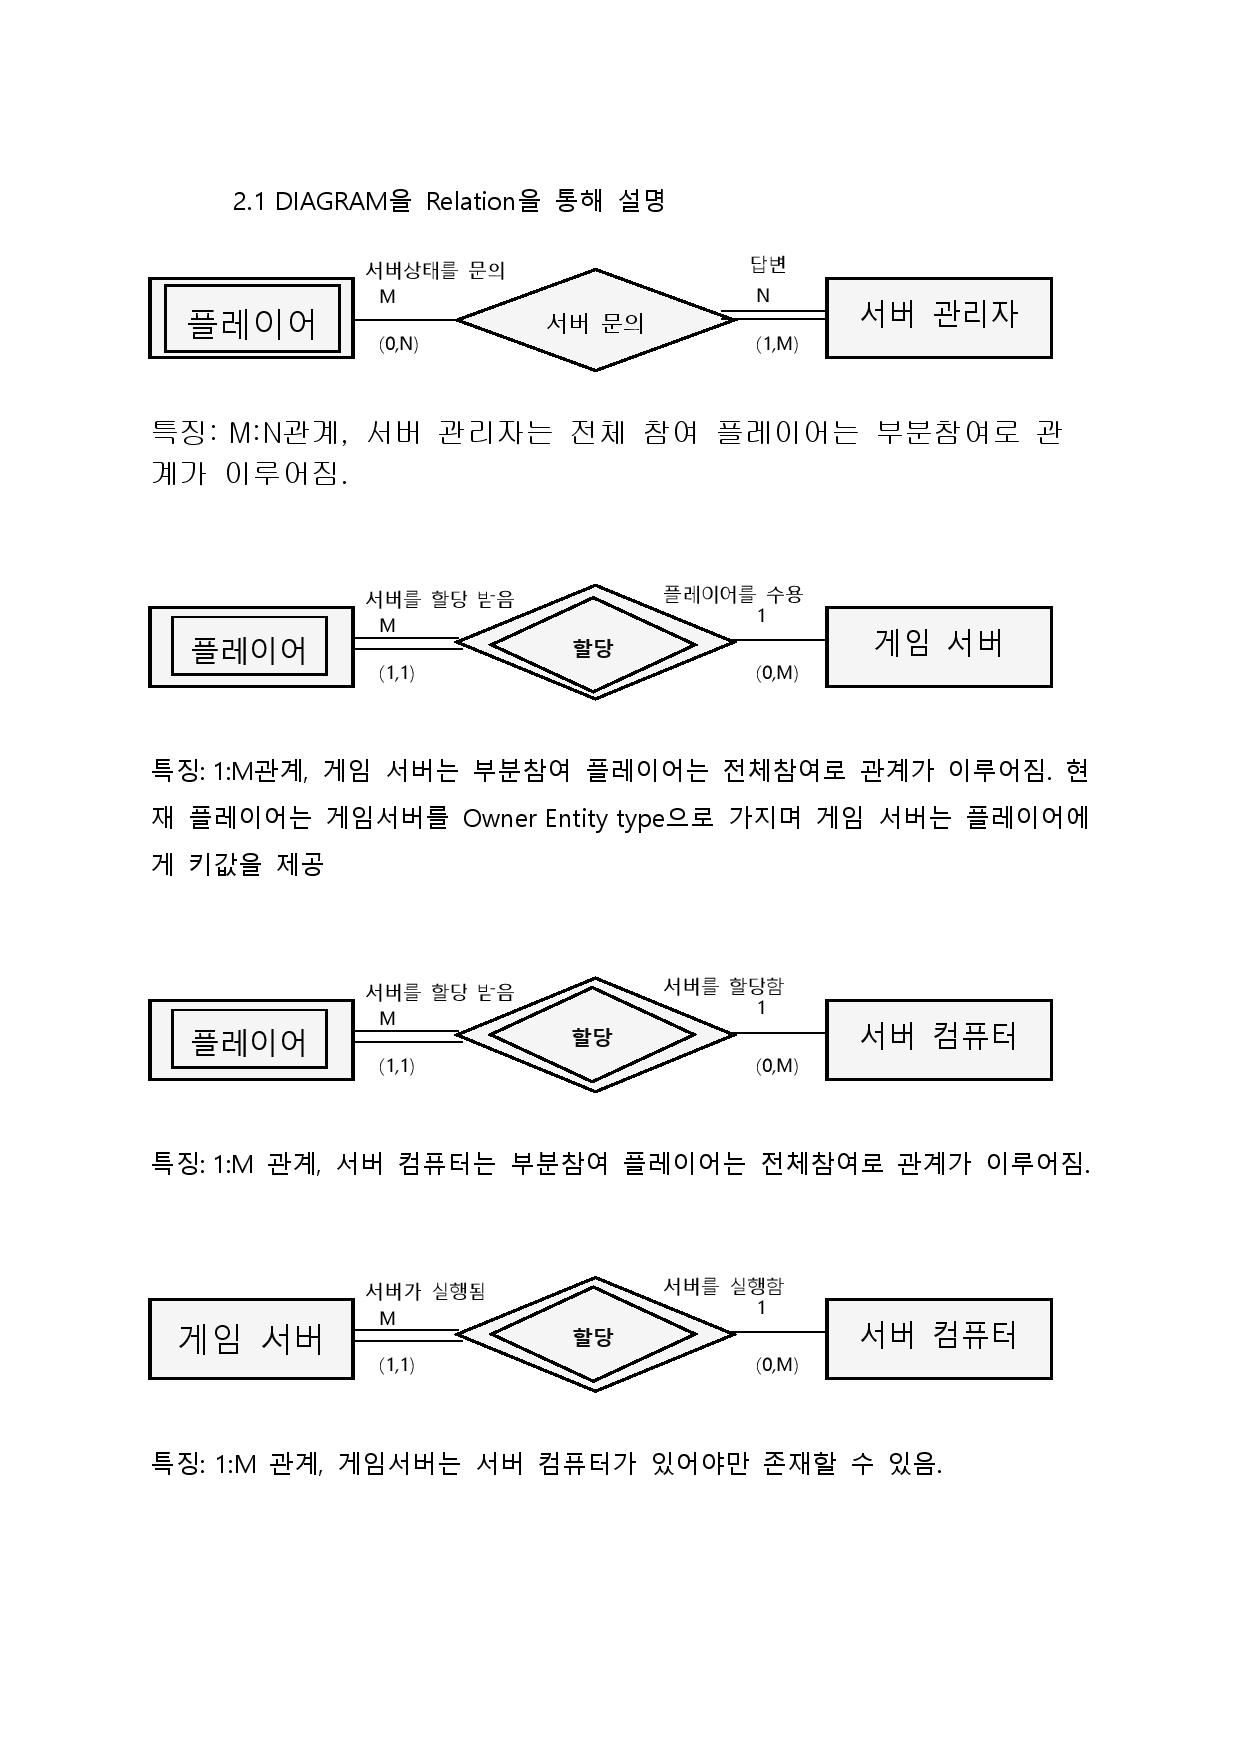 2.1 DIAGRAM을 Relation을 통해 설명
서버상태를 문의
답변
M
N
플레이어
서버 문의
서버 관리자
(0,N)
(1,M)
특징: M:N관계, 서버 관리자는 전체 참여 플레이어는 부분참여로 관
계가 이루어짐.
서버를 할당 받음
플레이어를 수용
M
1
플레이어
할당
게임 서버
(1,1)
(0,M)
특징: 1:M관계, 게임 서버는 부분참여 플레이어는 전체참여로 관계가 이루어짐. 현
재 플레이어는 게임서버를 Owner Entity type으로 가지며 게임 서버는 플레이어에
게 키값을 제공
서버를 할당 받음
서버를 할당함
M
1
플레이어
할당
서버 컴퓨터
(1,1)
(0,M)
특징: 1:M 관계, 서버 컴퓨터는 부분참여 플레이어는 전체참여로 관계가 이루어짐.
서버가 실행됨
서버를 실행함
M
1
게임 서버
할당
서버 컴퓨터
(1,1)
(0,M)
특징: 1:M 관계, 게임서버는 서버 컴퓨터가 있어야만 존재할 수 있음.